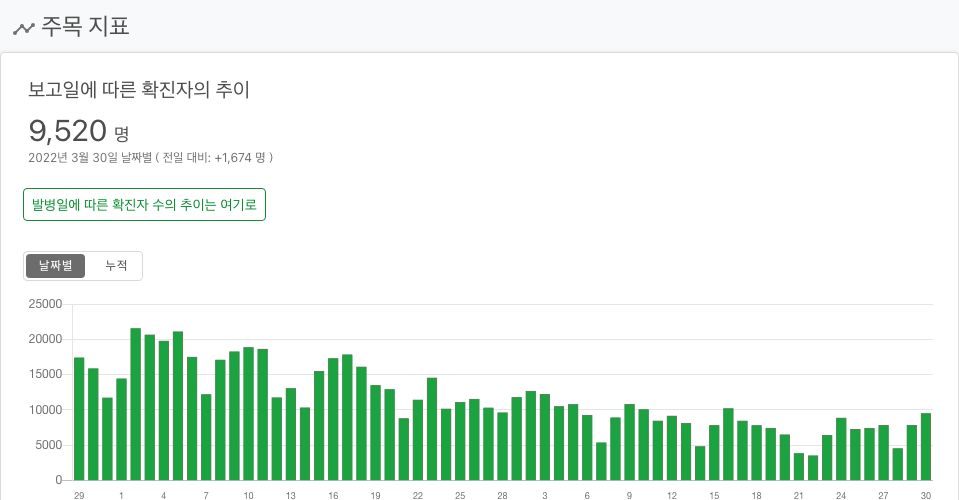 주목 지표
보고일에 따른 확진자의 추이
9,520 명
2022년 3월 30일 날짜별 ( 전일 대비: +1,674 명 )
발병일에 따른 확진자 수의 추이는 여기로
날짜별 누적
25000
20000
15000
10000
5000
0
29 1 4 7 10 13 16 19 22 25 28 3 6 9 12 15 18 21 24 27 30